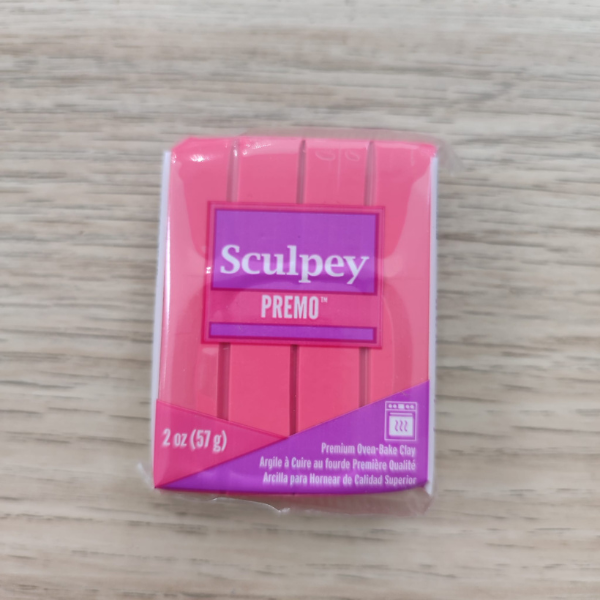 Sculpey
PREMO™
2 oz (57 g)
Premium Oven-Bake Clay
Argile à Cuire au fourde Première Qualité
Arcilla para Hornear do Calidad Superior